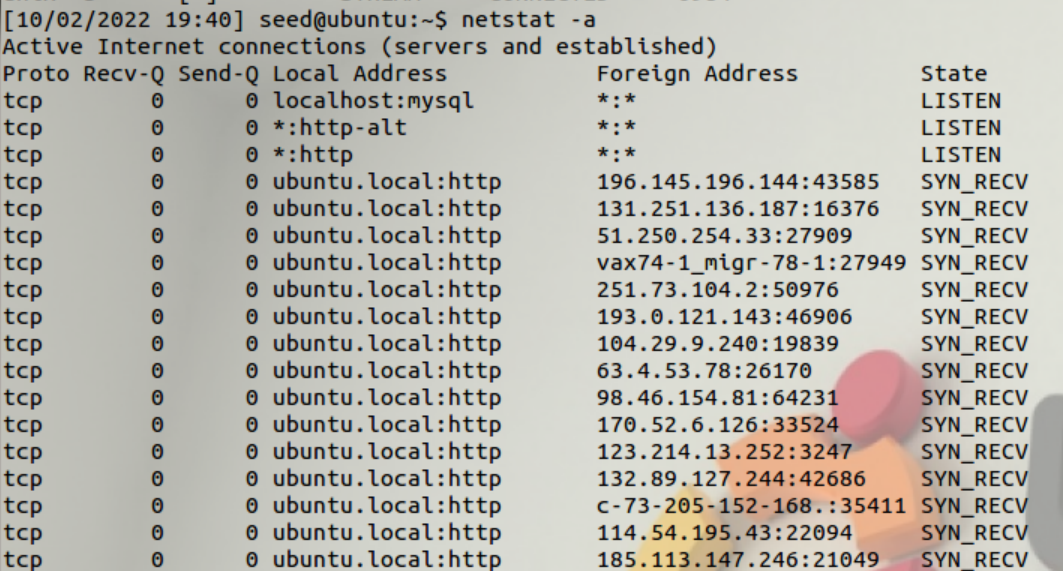 [10/02/2022 19:40] seed@ubuntu:~$ netstat -a
Active Internet connections (servers and established)
Proto Recv-Q Send-Q Local Address           Foreign Address         State
tcp        0      0 localhost:mysql         *:*                     LISTEN
tcp        0      0 *:http-alt              *:*                     LISTEN
tcp        0      0 *:http                  *:*                     LISTEN
tcp        0      0 ubuntu.local:http       196.145.196.144:43585   SYN_RECV
tcp        0      0 ubuntu.local:http       131.251.136.187:16376   SYN_RECV
tcp        0      0 ubuntu.local:http       51.250.254.33:27909     SYN_RECV
tcp        0      0 ubuntu.local:http       vax74-1_migr-78-1:27949 SYN_RECV
tcp        0      0 ubuntu.local:http       251.73.104.2:50976      SYN_RECV
tcp        0      0 ubuntu.local:http       193.0.121.143:46906     SYN_RECV
tcp        0      0 ubuntu.local:http       104.29.9.240:19839      SYN_RECV
tcp        0      0 ubuntu.local:http       63.4.53.78:26170        SYN_RECV
tcp        0      0 ubuntu.local:http       98.46.154.81:64231      SYN_RECV
tcp        0      0 ubuntu.local:http       170.52.6.126:33524      SYN_RECV
tcp        0      0 ubuntu.local:http       123.214.13.252:3247     SYN_RECV
tcp        0      0 ubuntu.local:http       132.89.127.244:42686    SYN_RECV
tcp        0      0 ubuntu.local:http       c-73-205-152-168.:35411 SYN_RECV
tcp        0      0 ubuntu.local:http       114.54.195.43:22094     SYN_RECV
tcp        0      0 ubuntu.local:http       185.113.147.246:21049   SYN_RECV